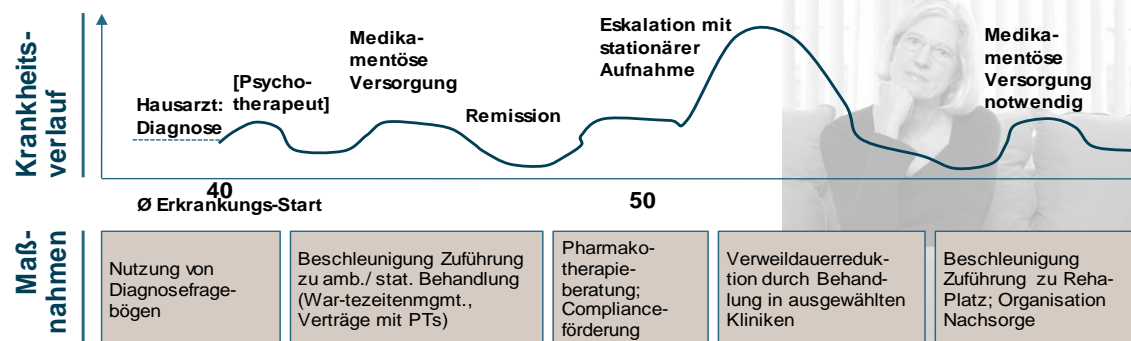 Krankheits-
verlauf
Hausarzt:
Diagnose
[Psycho-
therapeut]
Medika-
mentöse
Versorgung
Remission
Eskalation mit
stationärer
Aufnahme
Medika-
mentöse
Versorgung
notwendig
40
Ø Erkrankungs-Start
50
Maß-
nahmen
Nutzung von
Diagnosefrage-
bögen
Beschleunigung Zuführung
zu amb./ stat. Behandlung
(War-tezeitenmgmt.,
Verträge mit PTs)
Pharmako-
therapie-
beratung;
Compliance-
förderung
Verweildauerreduk-
tion durch Behand-
lung in ausgewählten
Kliniken
Beschleunigung
Zuführung zu Reha-
Platz; Organisation
Nachsorge